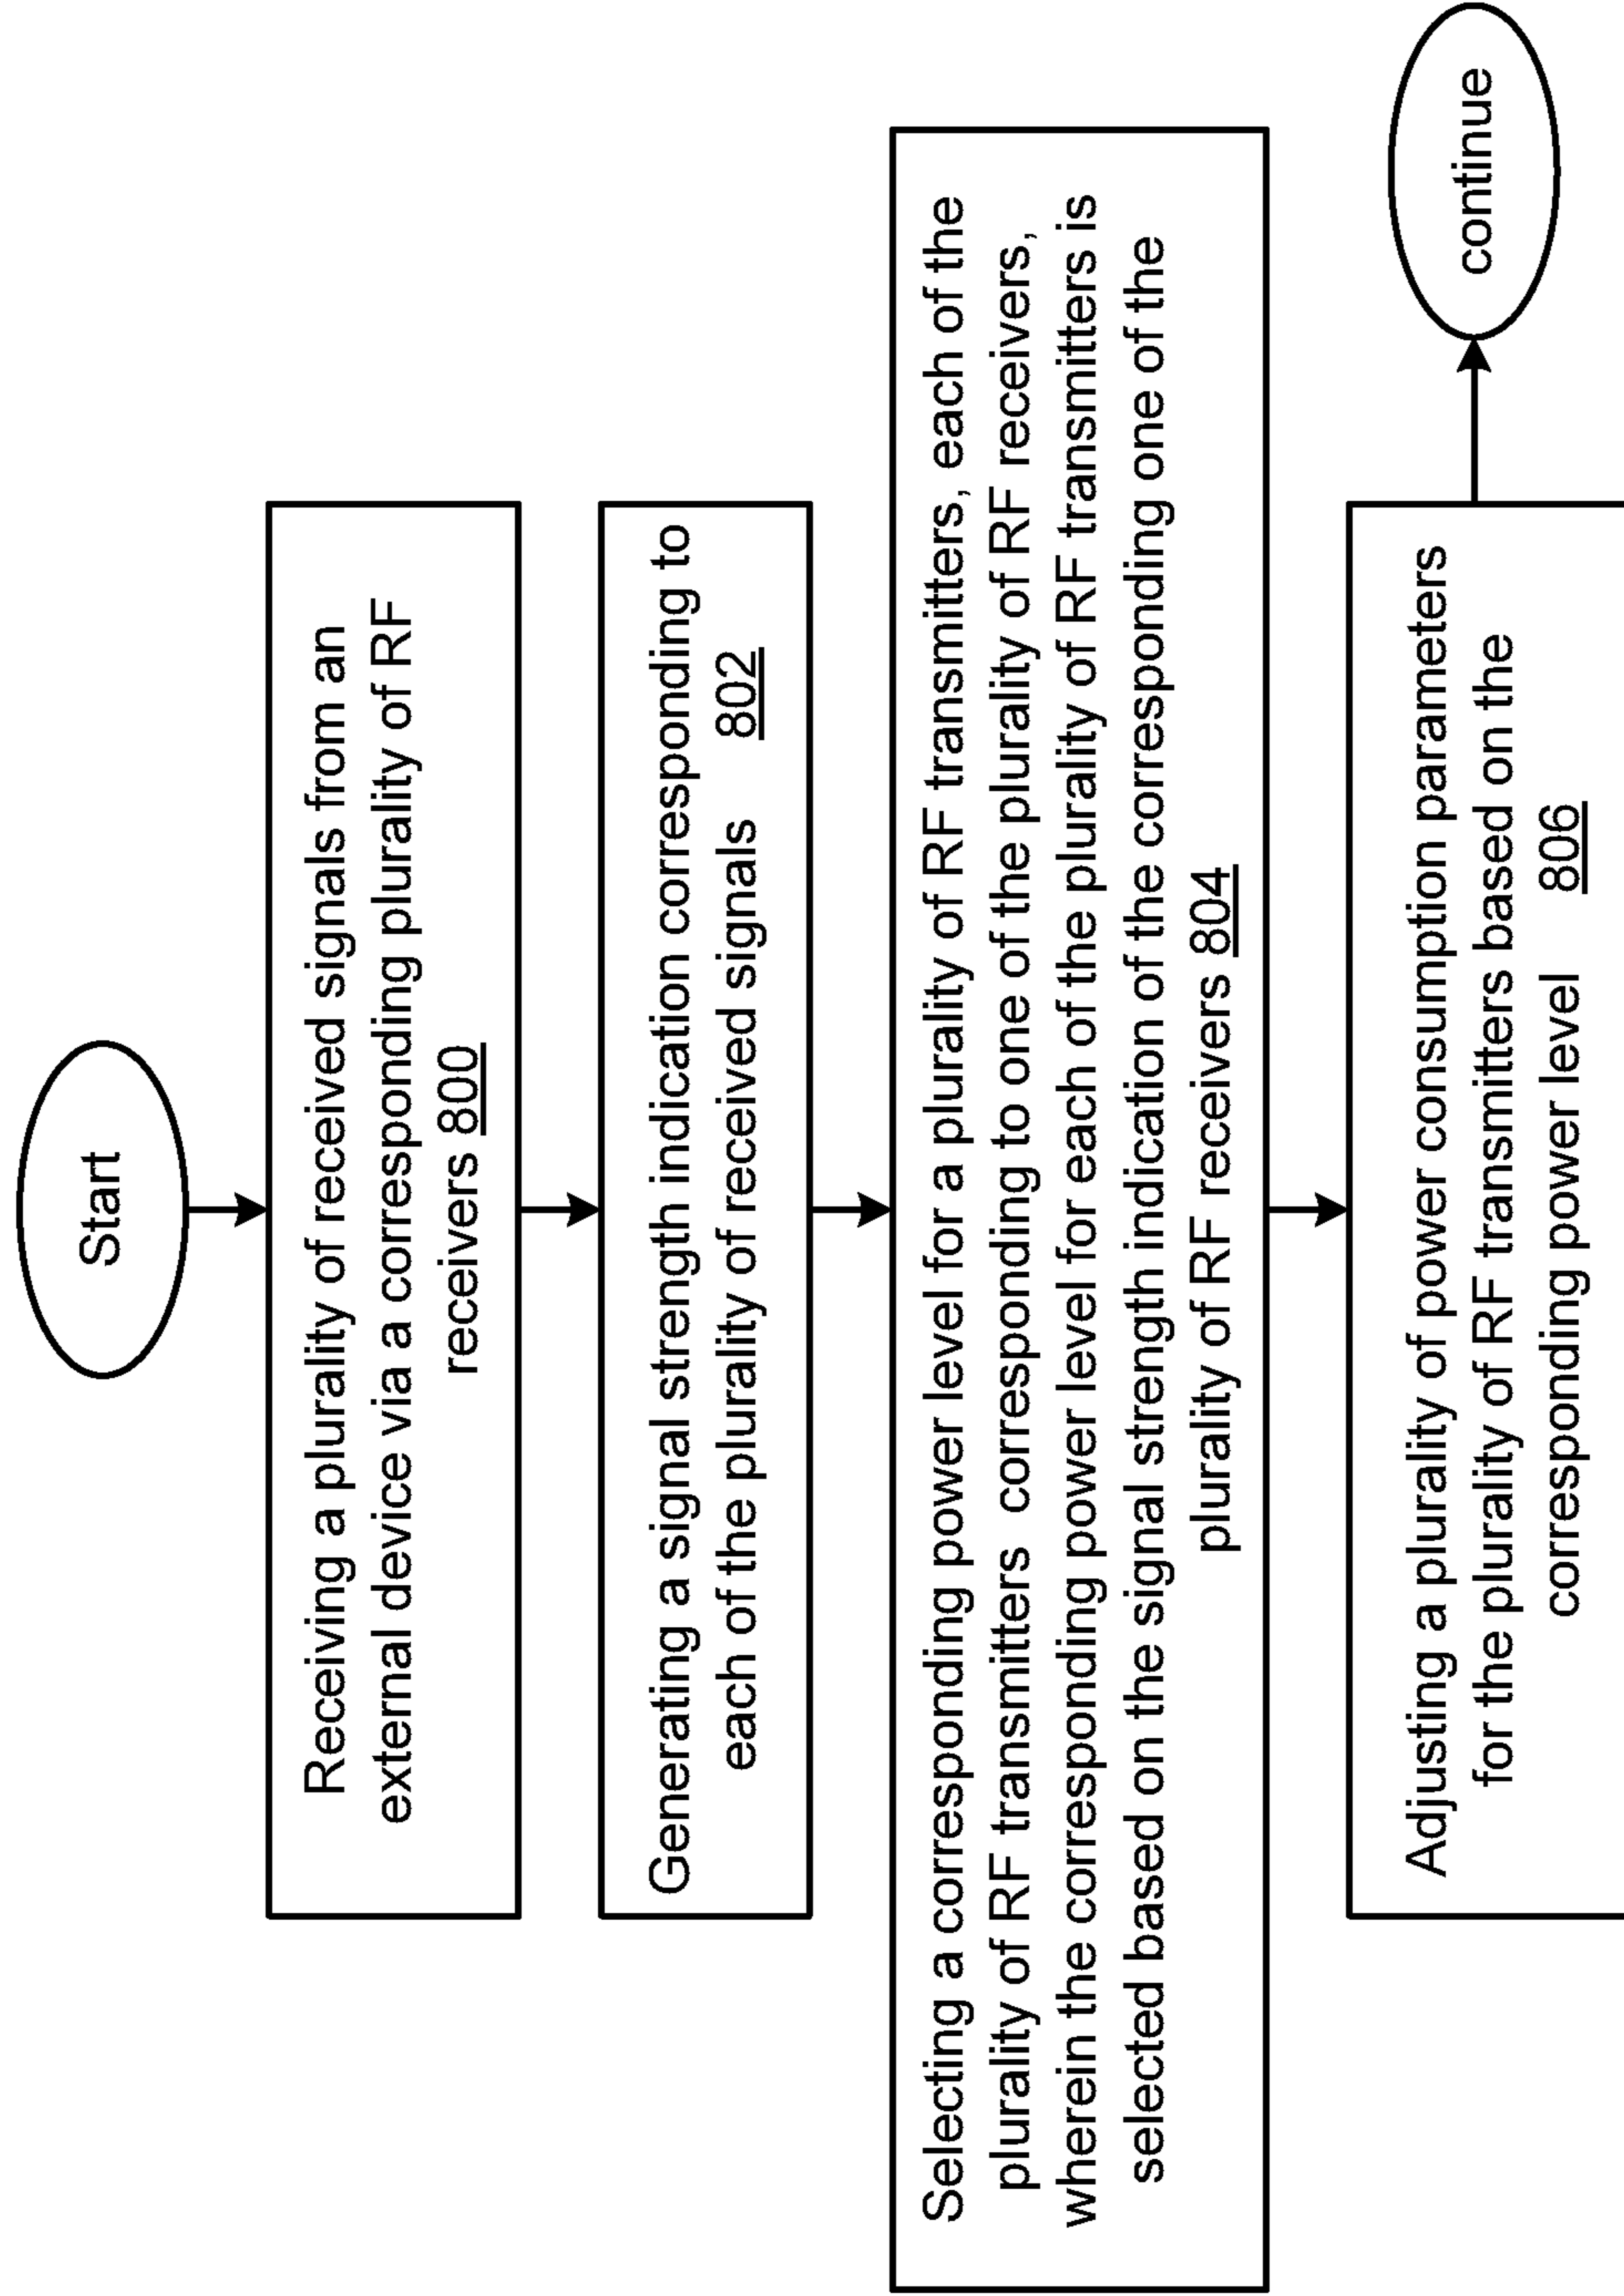 Start
Receiving a plurality of received signals from an
external device via a corresponding plurality of RF
receivers 800
Generating a signal strength indication corresponding to
each of the plurality of received signals 802
Selecting a corresponding power level for a plurality of RF transmitters, each of the
plurality of RF transmitters corresponding to one of the plurality of RF receivers,
wherein the corresponding power level for each of the plurality of RF transmitters is
selected based on the signal strength indication of the corresponding one of the
plurality of RF receivers 804
Adjusting a plurality of power consumption parameters
for the plurality of RF transmitters based on the
corresponding power level 806
continue